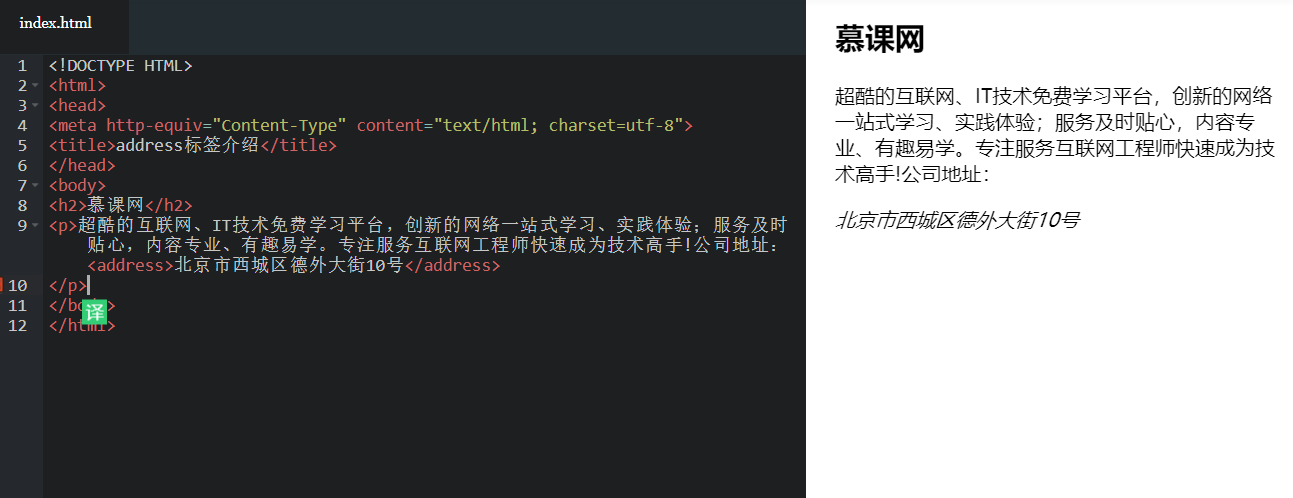 index.html
1 <!DOCTYPE HTML>
2 <html>
3 <head>
4 <meta http-equiv="Content-Type" content="text/html; charset=utf-8">
5 <title>address标签介绍</title>
6 </head>
7 <body>
8 <h2>慕课网</h2>
9 <p>超酷的互联网、IT技术免费学习平台，创新的网络一站式学习、实践体验；服务及时
贴心，内容专业、有趣易学。专注服务互联网工程师快速成为技术高手!公司地址：
<address>北京市西城区德外大街10号</address>
10 </p>
译
11 </body>
12 </html>
慕课网
超酷的互联网、IT技术免费学习平台，创新的网络
一站式学习、实践体验；服务及时贴心，内容专
业、有趣易学。专注服务互联网工程师快速成为技
术高手!公司地址：
北京市西城区德外大街10号